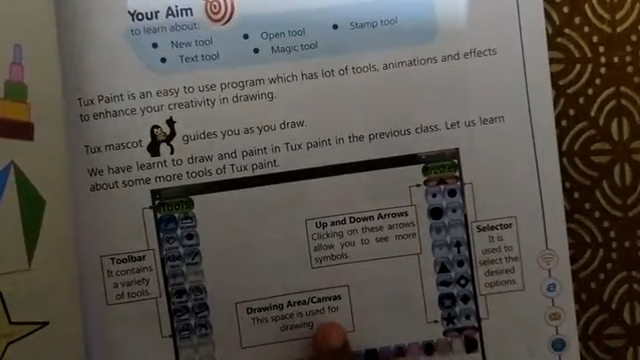 Your Aim
to learn about:
• New tool • Open tool • Stamp tool
• Text tool • Magic tool
Tux Paint is an easy to use program which has lot of tools, animations and effects
to enhance your creativity in drawing.
Tux mascot guides you as you draw.
We have learnt to draw and paint in Tux paint in the previous class. Let us learn
about some more tools of Tux paint.
Tools
Brushes
Toolbar
It contains
a variety
of tools.
Up and Down Arrows
Clicking on these arrows
allow you to see more
symbols.
Selector
It is
used to
select the
desired
options
Drawing Area/Canvas
This space is used for
drawing